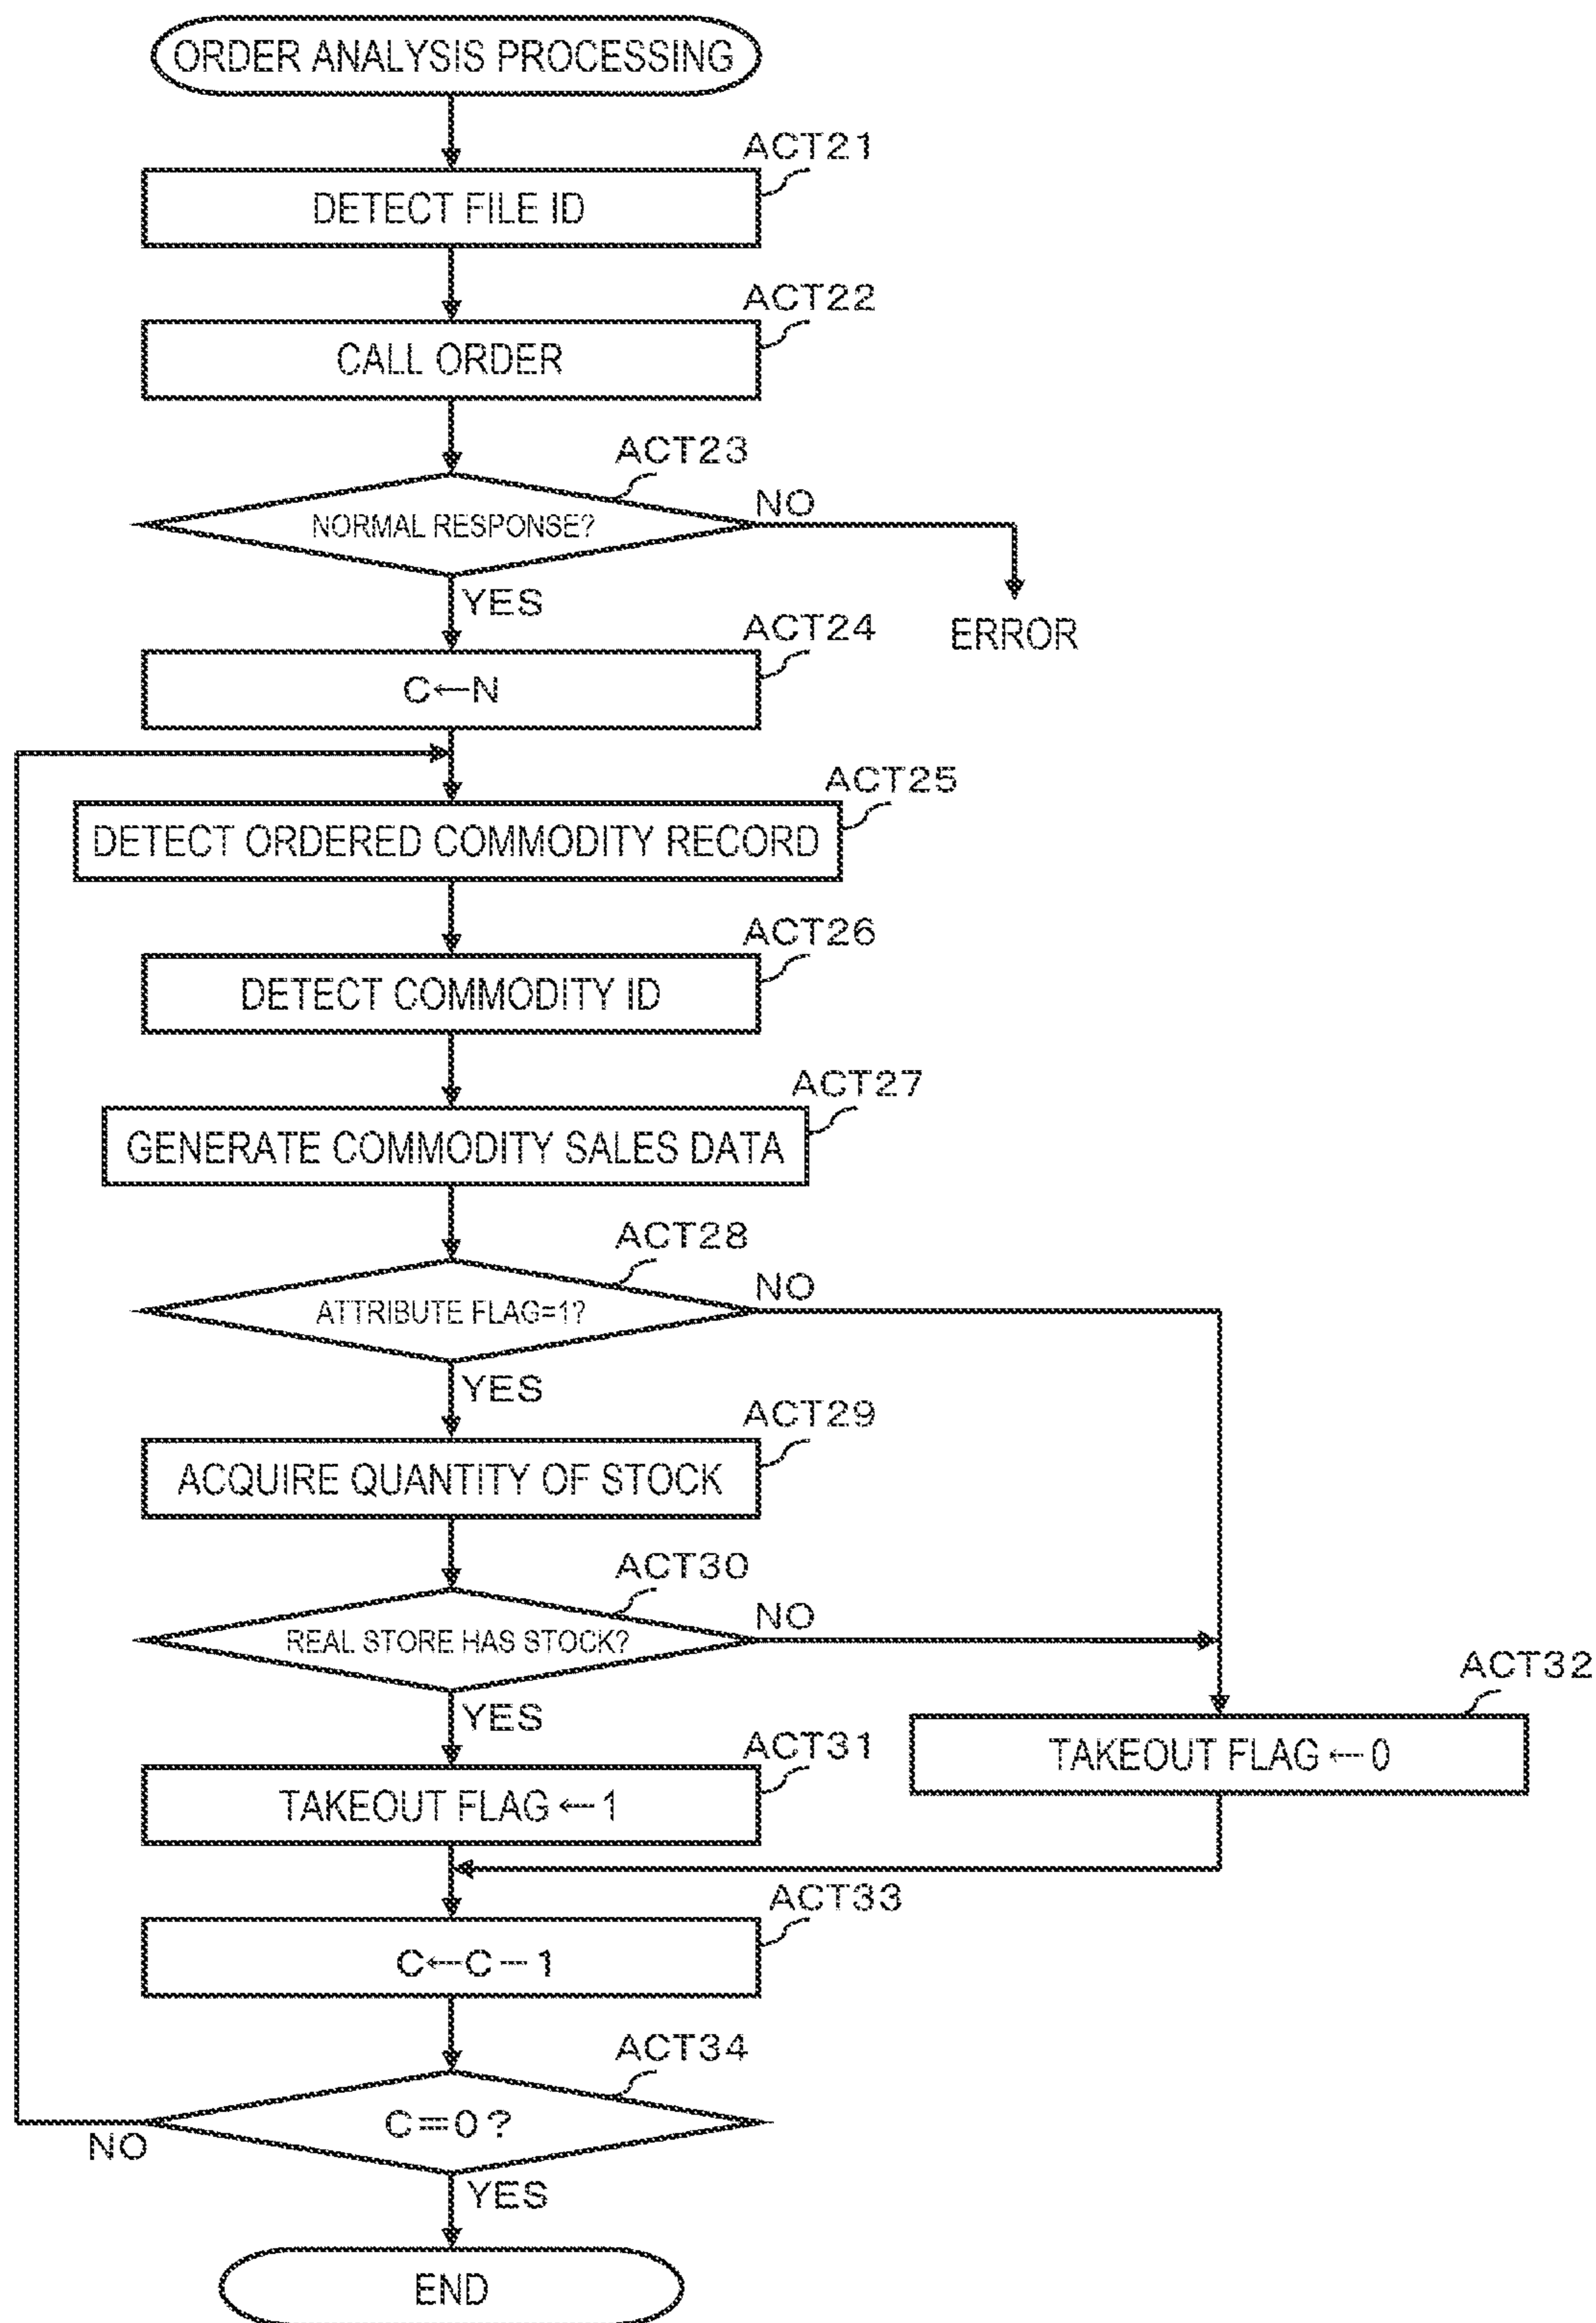 ORDER ANALYSIS PROCESSING
ACT21
DETECT FILE ID
ACT22
CALL ORDER
ACT23
NORMAL RESPONSE?
NO
YES
ERROR
ACT24
C←N
ACT25
DETECT ORDERED COMMODITY RECORD
ACT26
DETECT COMMODITY ID
ACT27
GENERATE COMMODITY SALES DATA
ACT28
ATTRIBUTE FLAG=1?
NO
YES
ACT29
ACQUIRE QUANTITY OF STOCK
ACT30
REAL STORE HAS STOCK?
NO
YES
ACT32
TAKEOUT FLAG←0
ACT31
TAKEOUT FLAG←1
ACT33
C←C−1
ACT34
C=0?
NO
YES
END